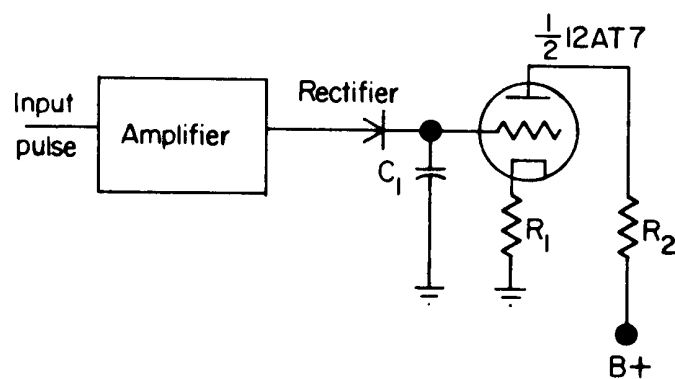 ½ 12AT7
Rectifier
Input
pulse
Amplifier
C₁
R₁
R₂
B+